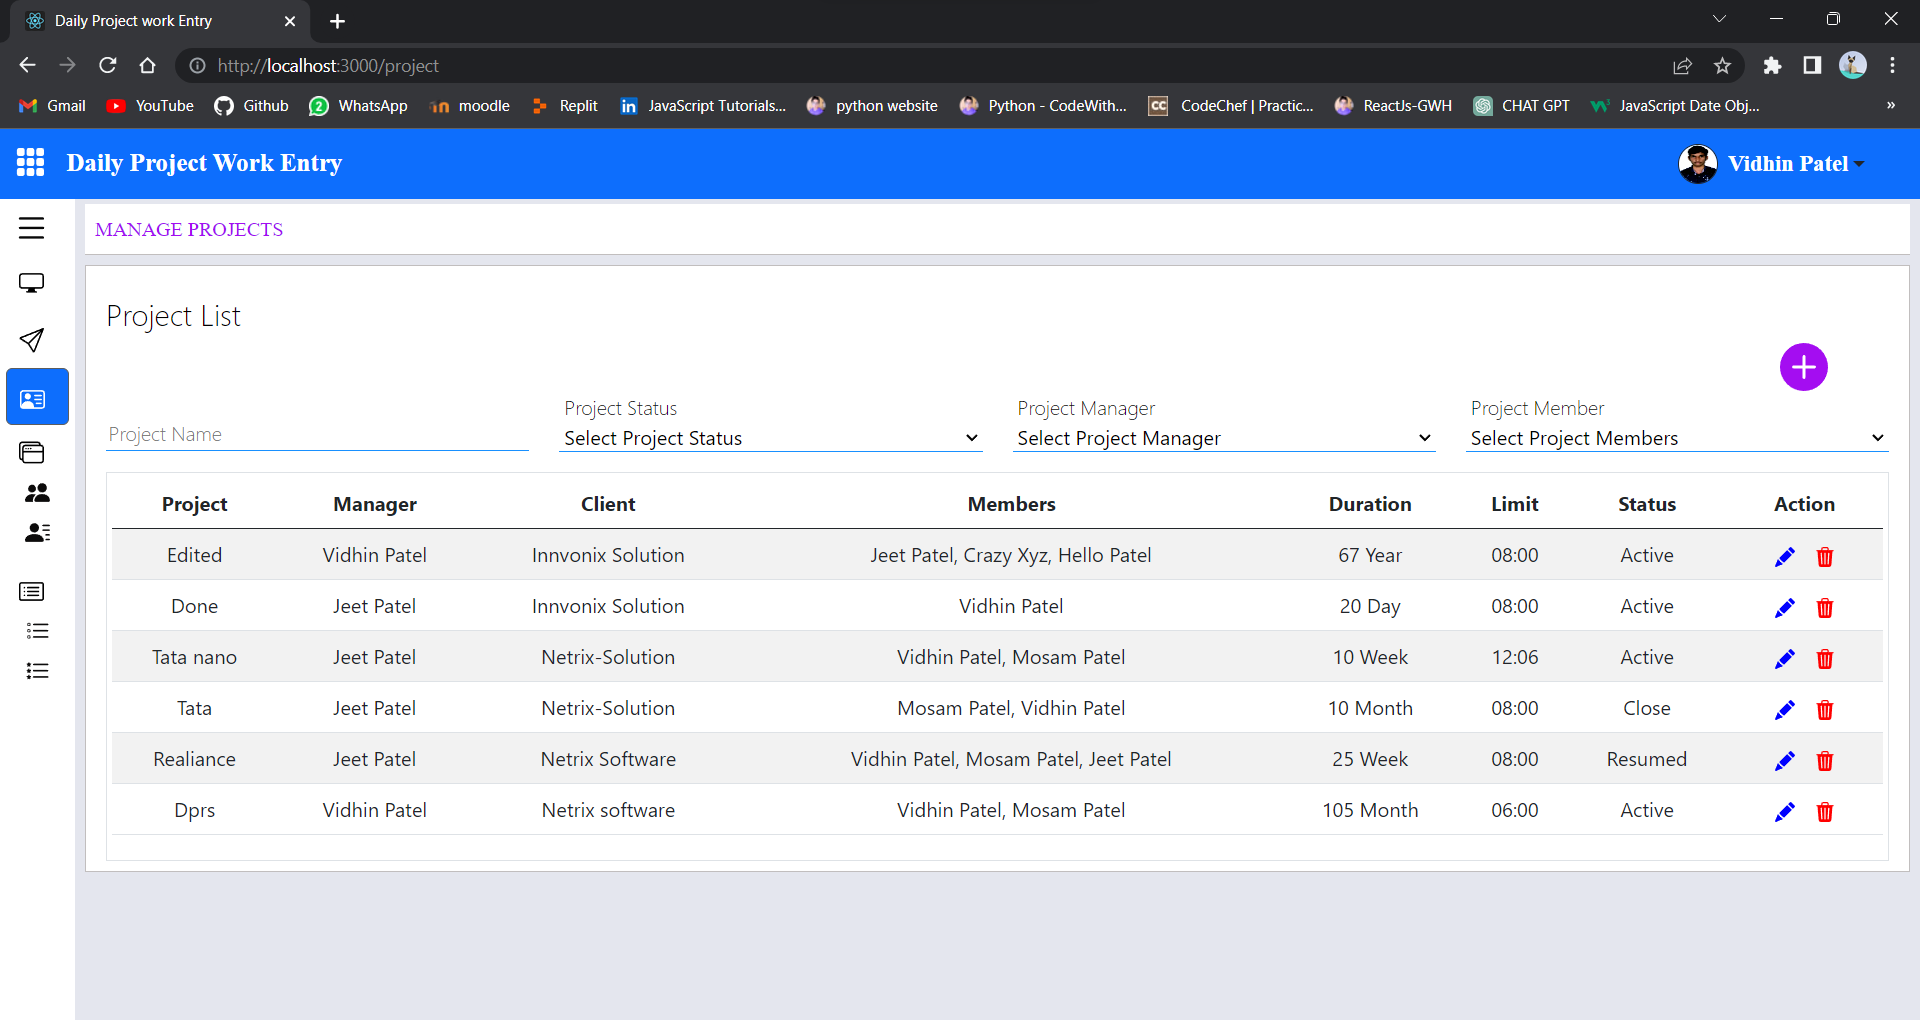 Daily Project work Entry
http://localhost:3000/project
Gmail YouTube Github 2 WhatsApp moodle Replit in JavaScript Tutorials... python website Python - CodeWith... CC CodeChef | Practic... ReactJs-GWH CHAT GPT JavaScript Date Obj... »
Daily Project Work Entry Vidhin Patel
MANAGE PROJECTS
Project List
Project Status Project Manager Project Member
Project Name Select Project Status Select Project Manager Select Project Members
Project Manager Client Members Duration Limit Status Action
Edited Vidhin Patel Innvonix Solution Jeet Patel, Crazy Xyz, Hello Patel 67 Year 08:00 Active
Done Jeet Patel Innvonix Solution Vidhin Patel 20 Day 08:00 Active
Tata nano Jeet Patel Netrix-Solution Vidhin Patel, Mosam Patel 10 Week 12:06 Active
Tata Jeet Patel Netrix-Solution Mosam Patel, Vidhin Patel 10 Month 08:00 Close
Realiance Jeet Patel Netrix Software Vidhin Patel, Mosam Patel, Jeet Patel 25 Week 08:00 Resumed
Dprs Vidhin Patel Netrix software Vidhin Patel, Mosam Patel 105 Month 06:00 Active